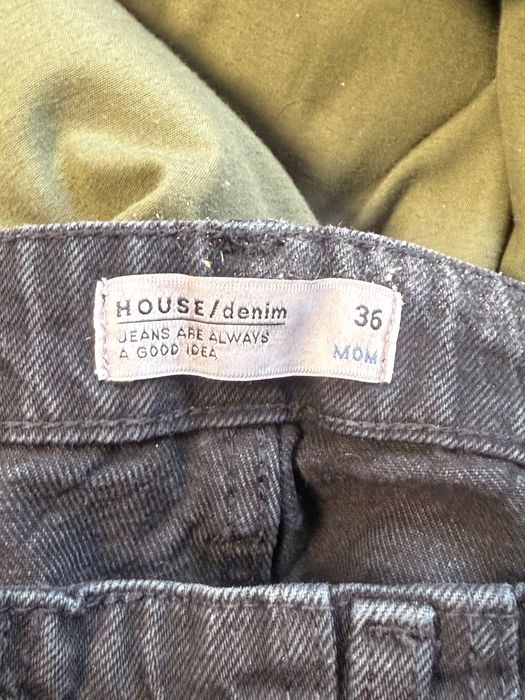 HOUSE/denim 36
JEANS ARE ALWAYS
A GOOD IDEA MOM